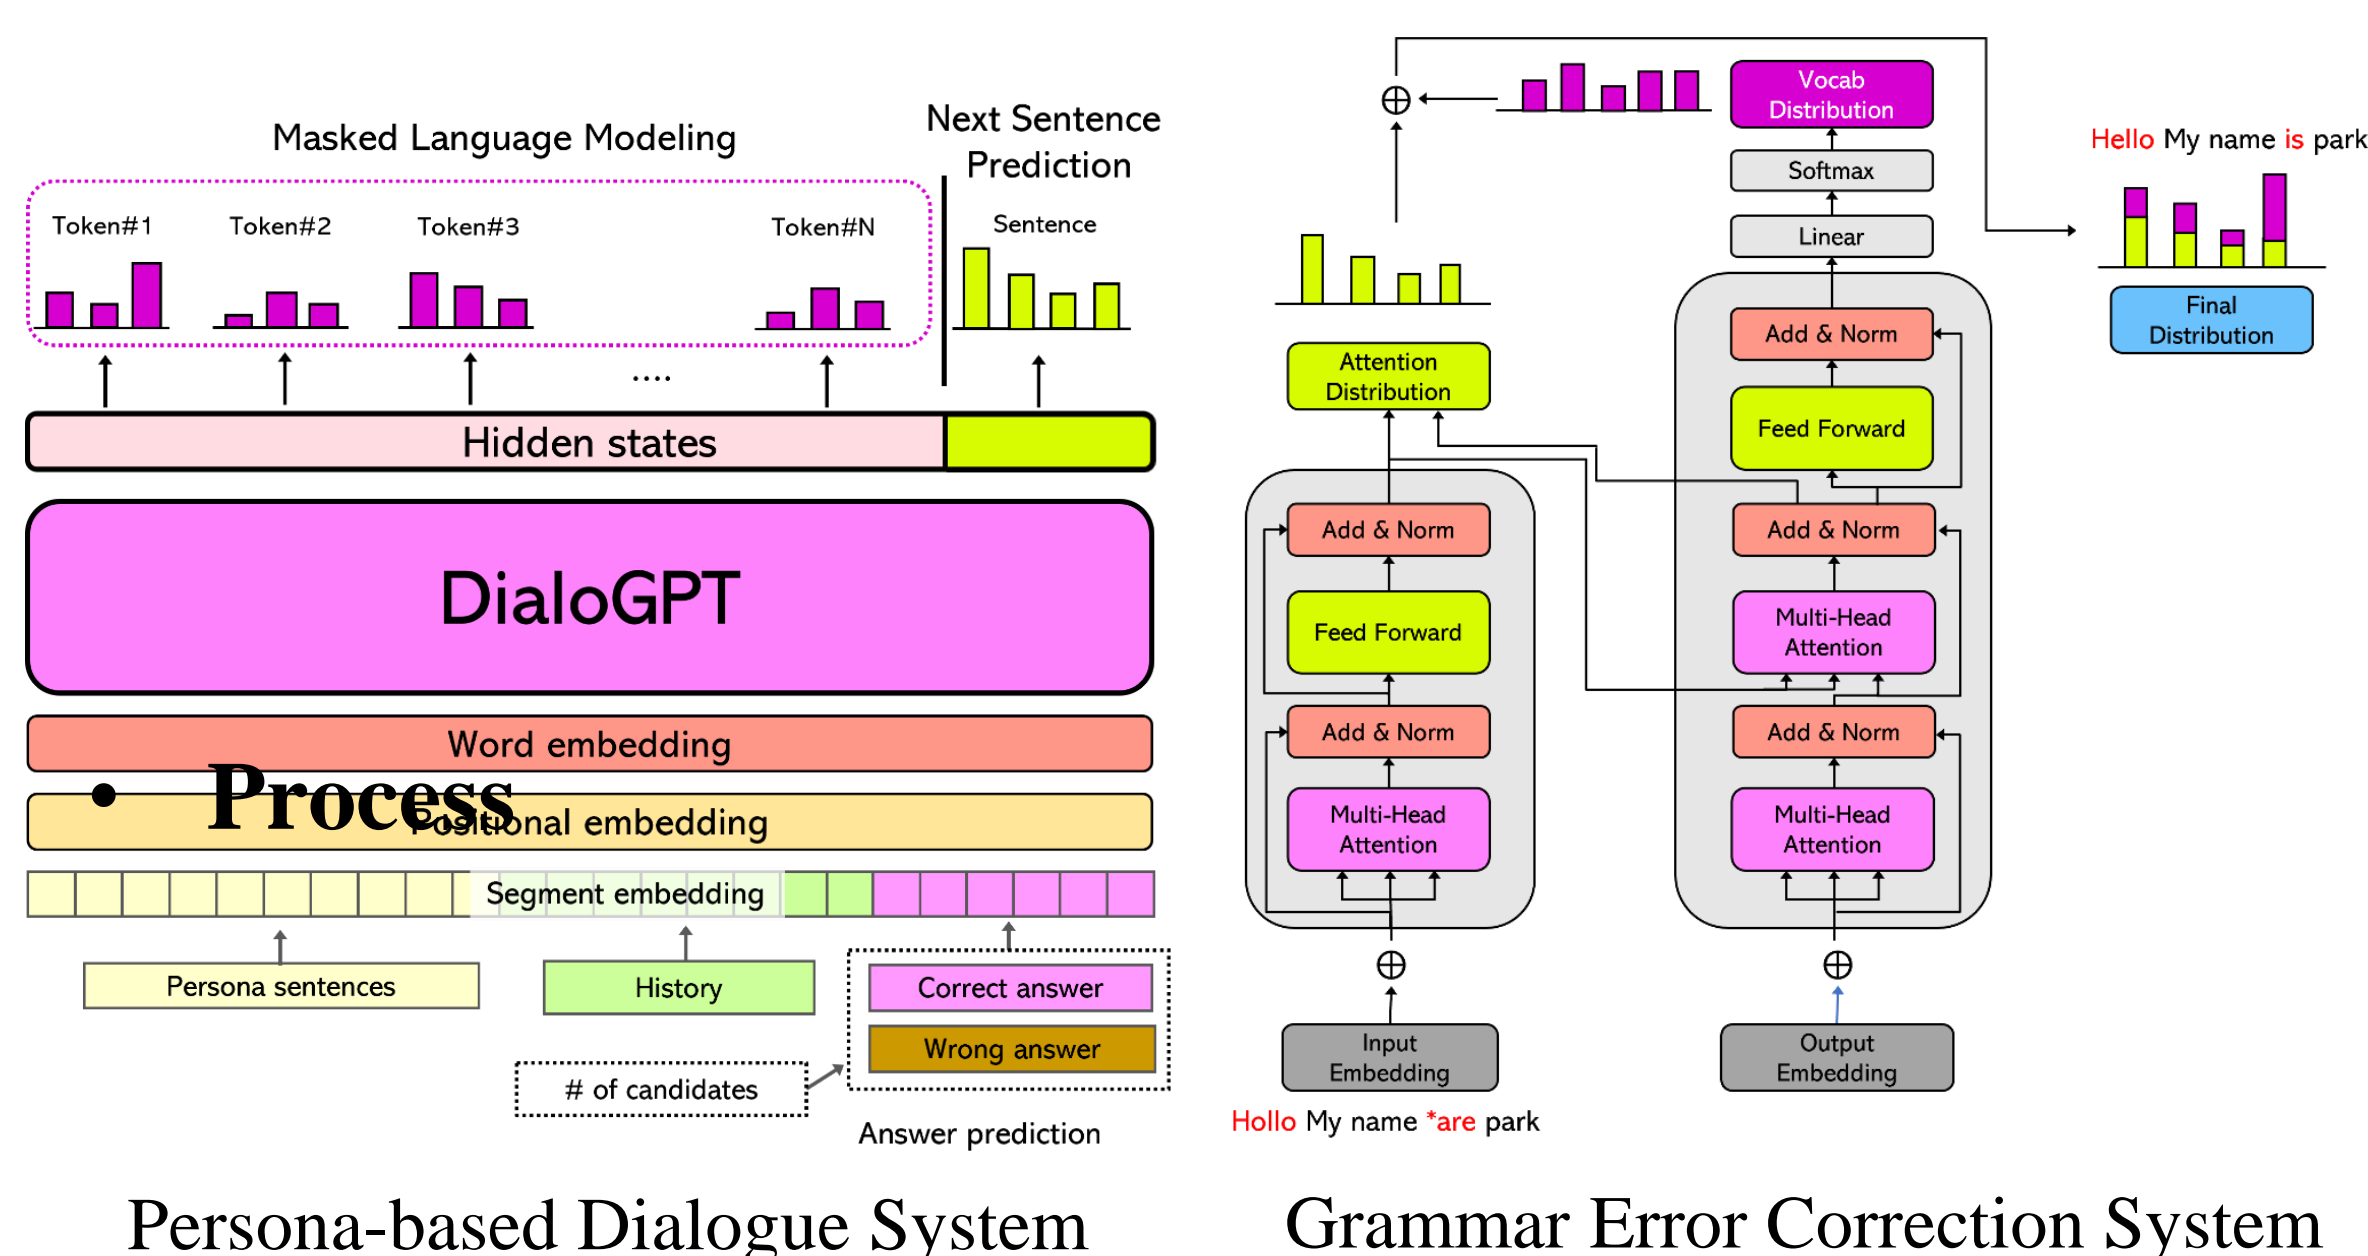 Masked Language Modeling
Next Sentence
Prediction
Token#1
Token#2
Token#3
Token#N
Sentence
....
Hidden states
DialoGPT
Word embedding
• Process
Positional embedding
Segment embedding
Persona sentences
History
Correct answer
Wrong answer
# of candidates
Answer prediction
Persona-based Dialogue System
Vocab
Distribution
Softmax
Linear
Hello My name is park
Final
Distribution
Attention
Distribution
Add & Norm
Feed Forward
Add & Norm
Multi-Head
Attention
Add & Norm
Feed Forward
Add & Norm
Multi-Head
Attention
Add & Norm
Multi-Head
Attention
Input
Embedding
Output
Embedding
Hollo My name *are park
Grammar Error Correction System